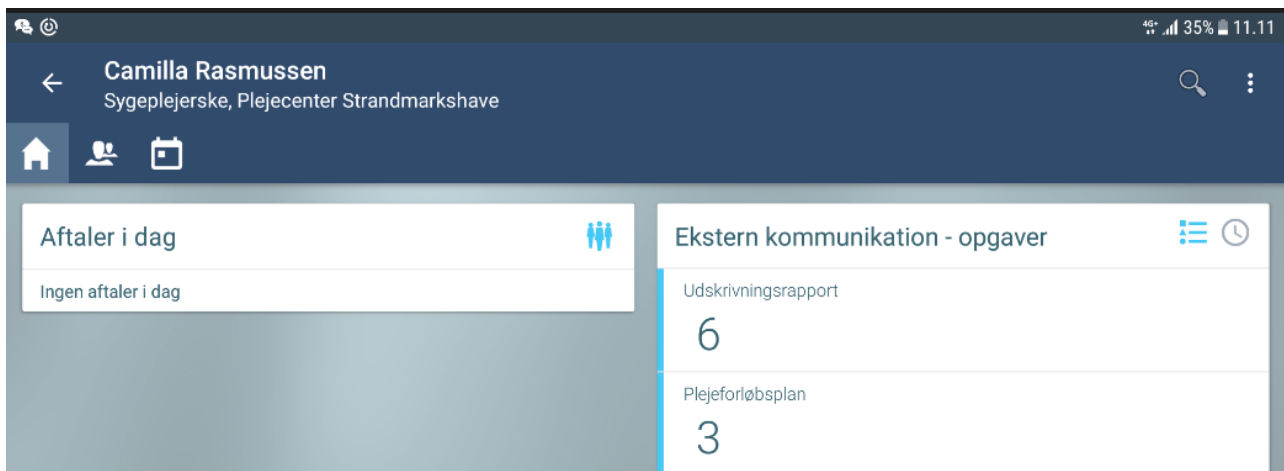 4G+ 35% 11.11
Camilla Rasmussen
Sygeplejerske, Plejecenter Strandmarkshave
Aftaler i dag
Ingen aftaler i dag
Ekstern kommunikation - opgaver
Udskrivningsrapport
6
Plejeforløbsplan
3